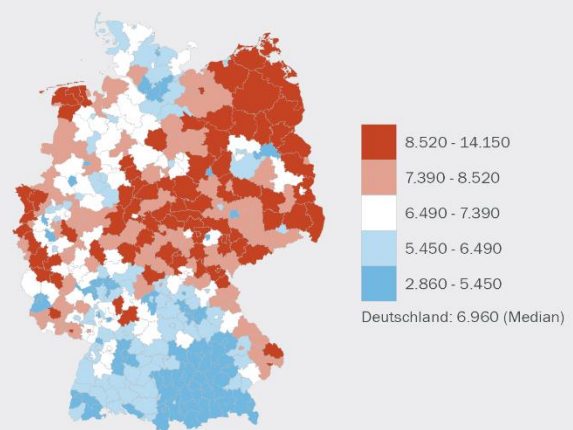 8.520 - 14.150
7.390 - 8.520
6.490 - 7.390
5.450 - 6.490
2.860 - 5.450
Deutschland: 6.960 (Median)